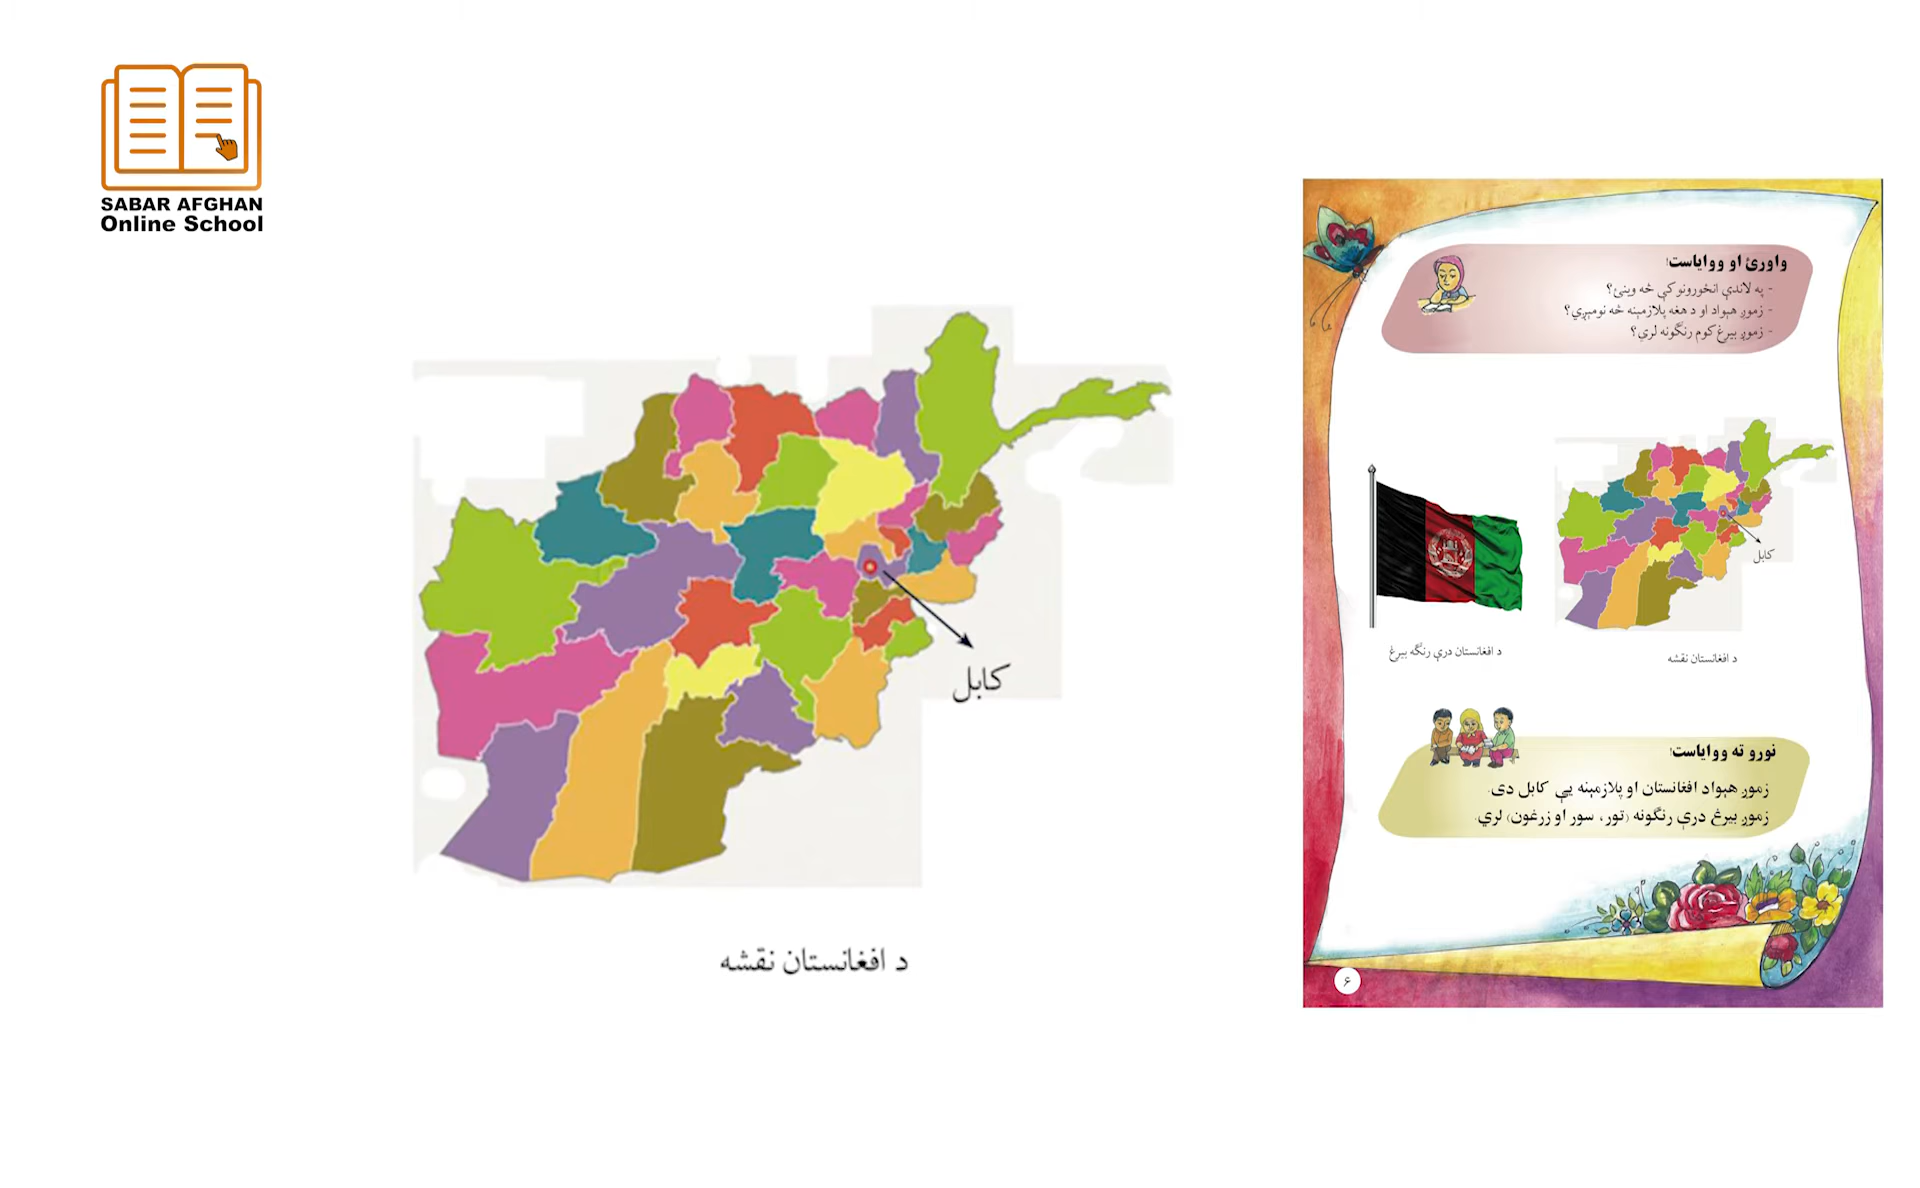 SABAR AFGHAN
Online School
کابل
د افغانستان نقشه
واورئ او ووایاست!
- په لاندې انځورونو کې څه وینئ؟
- زموږ هېواد او د هغه پلازمېنه څه نومېږي؟
- زموږ بیرغ کوم رنګونه لري؟
کابل
د افغانستان درې رنګه بیرغ
د افغانستان نقشه
نورو ته ووایاست!
زموږ هېواد افغانستان او پلازمېنه یې کابل دی.
زموږ بیرغ درې رنګونه (تور، سور او زرغون) لري.
۶